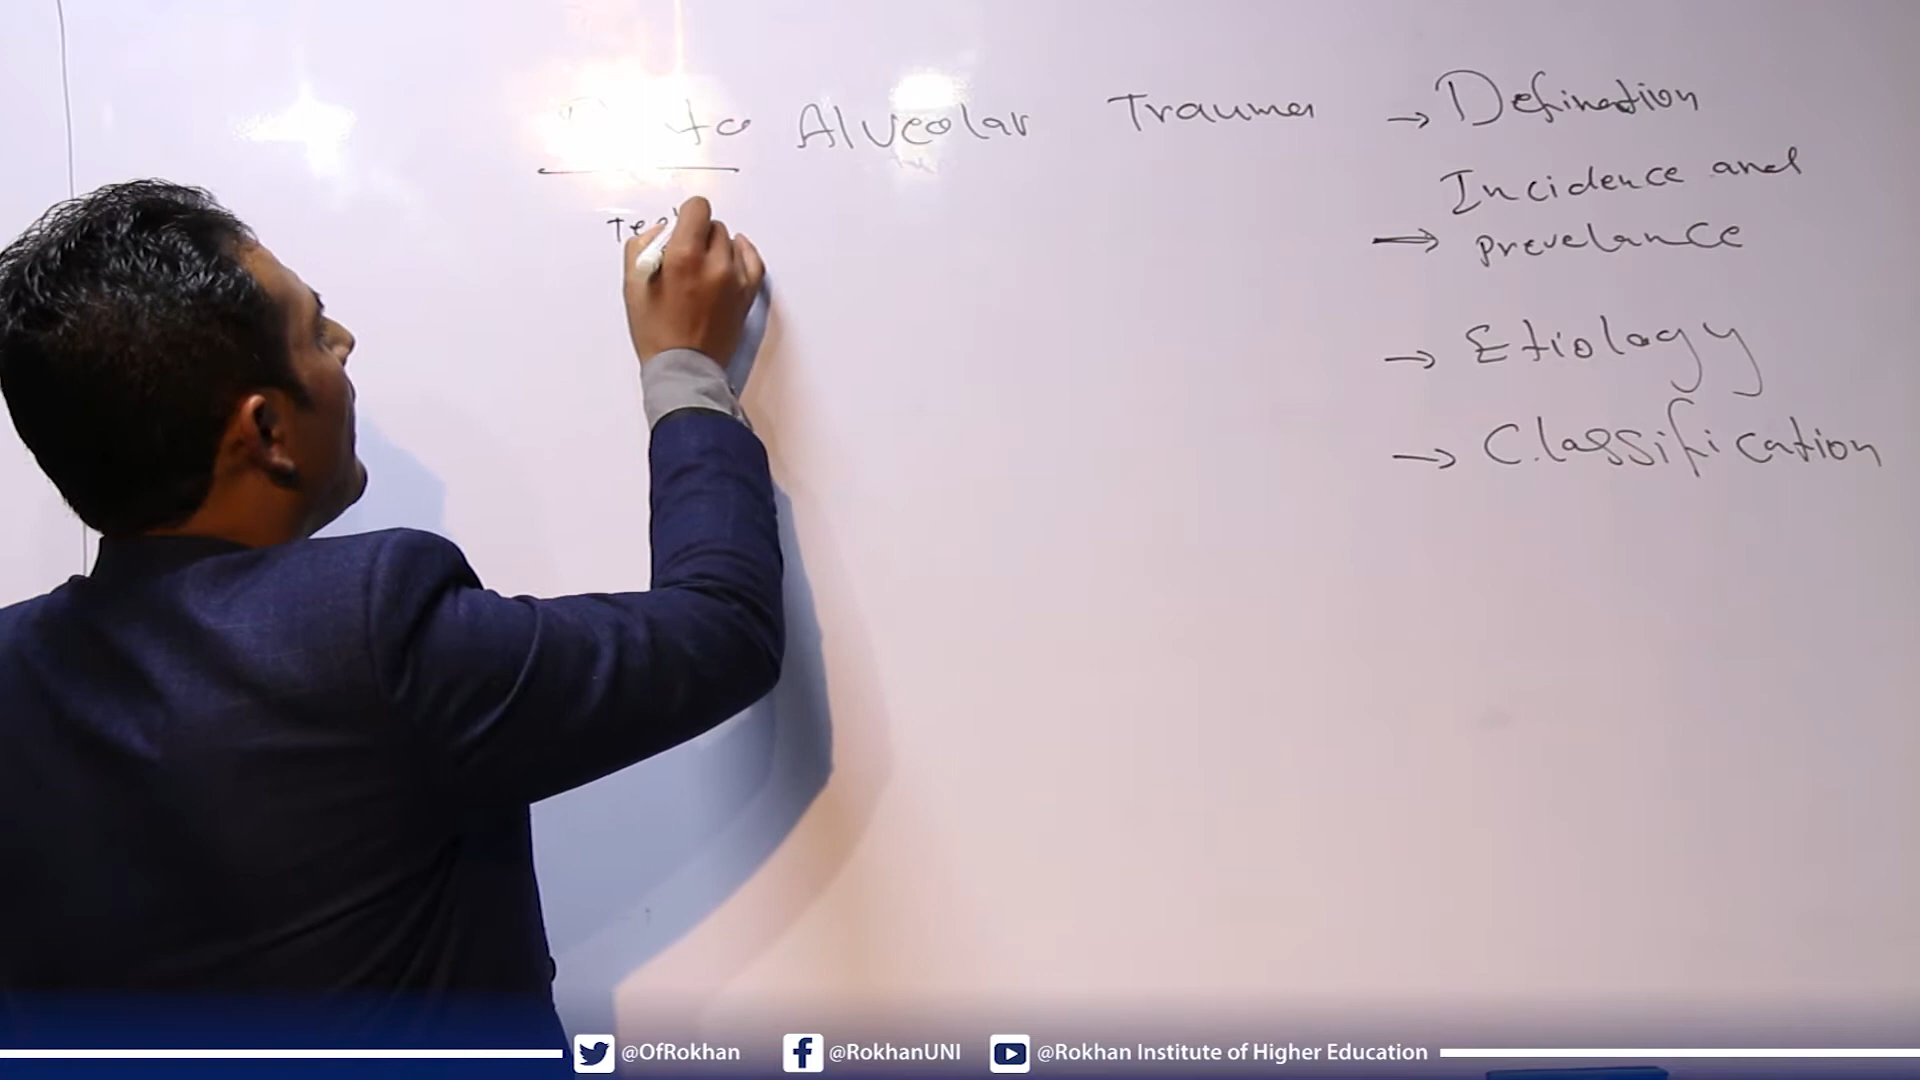 Alveolar Trauma → Defination
Incidence and
→ prevelance
→ Etiology
→ Classification
@OfRokhan @RokhanUNI @Rokhan Institute of Higher Education